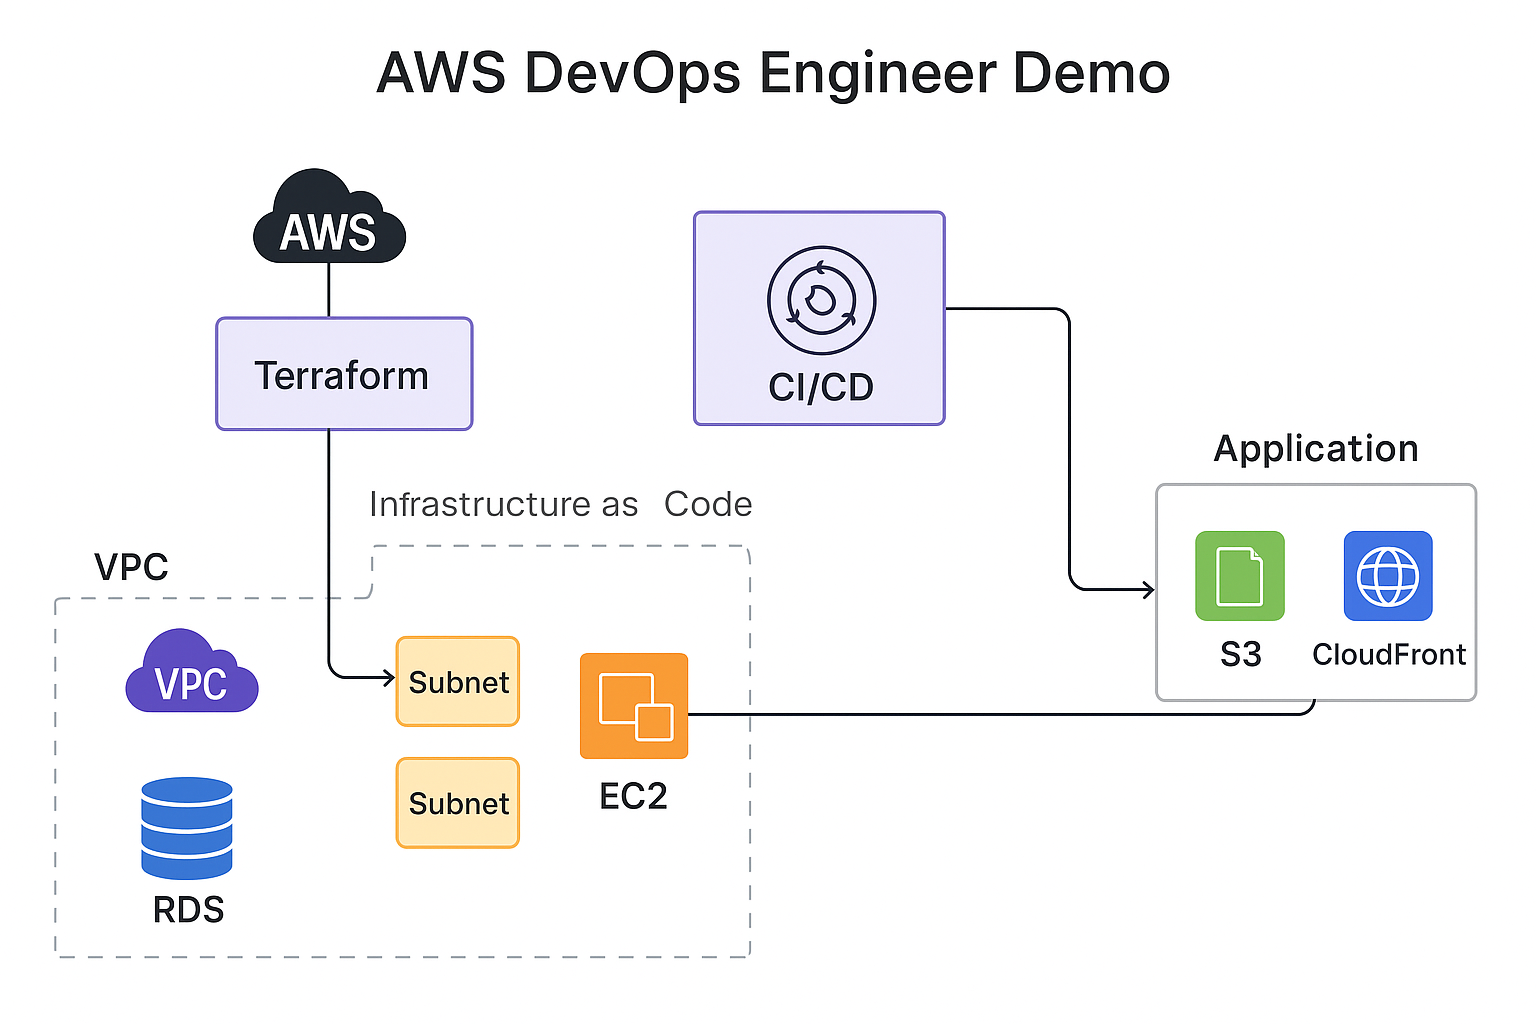 AWS DevOps Engineer Demo
AWS
Terraform
CI/CD
Infrastructure as Code
VPC
VPC
RDS
Subnet
Subnet
EC2
Application
S3
CloudFront